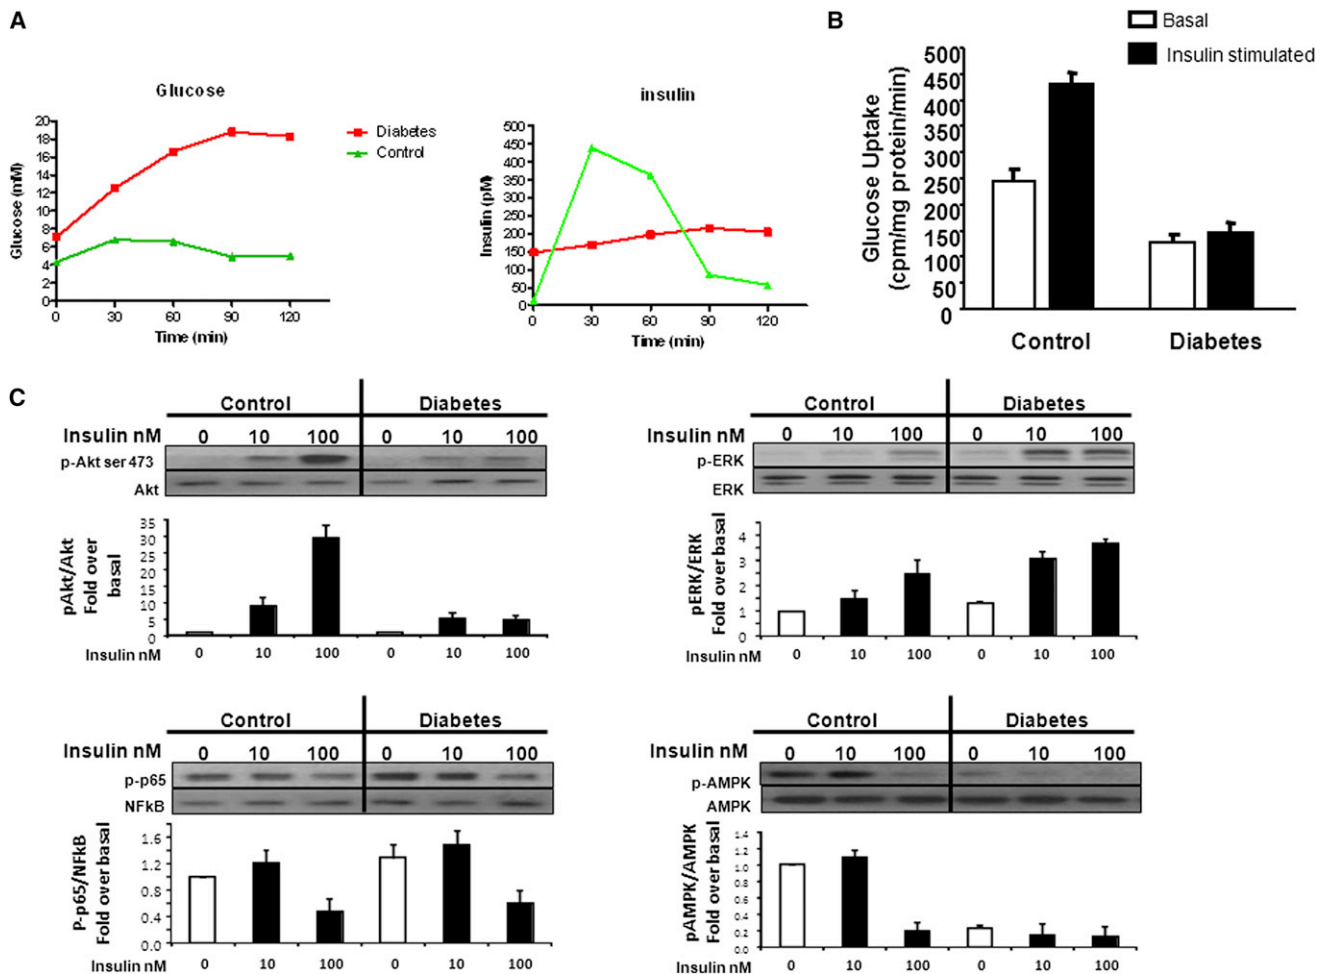 A
Glucose
Glucose (mM)
20
18
16
14
12
10
8
6
4
2
0
0 30 60 90 120
Time (min)
Diabetes
Control
insulin
Insulin (pM)
500
450
400
350
300
250
200
150
100
50
0
0 30 60 90 120
Time (min)
B
Basal
Insulin stimulated
Glucose Uptake
(cpm/mg protein/min)
500
450
400
350
300
250
200
150
100
50
0
Control Diabetes
C
Control Diabetes
Insulin nM 0 10 100 0 10 100
p-Akt ser 473
Akt
pAkt/Akt
Fold over
basal
35
30
25
20
15
10
5
0
Insulin nM 0 10 100 0 10 100
Control Diabetes
Insulin nM 0 10 100 0 10 100
p-ERK
ERK
pERK/ERK
Fold over basal
4
3
2
2
1
1
0
Insulin nM 0 10 100 0 10 100
Control Diabetes
Insulin nM 0 10 100 0 10 100
p-p65
NFkB
P-p65/NFkB
Fold over basal
1.6
1.2
0.8
0.4
0.0
Insulin nM 0 10 100 0 10 100
Control Diabetes
Insulin nM 0 10 100 0 10 100
p-AMPK
AMPK
pAMPK/AMPK
Fold over basal
1.4
1.2
1.0
0.8
0.6
0.4
0.2
0.0
Insulin nM 0 10 100 0 10 100